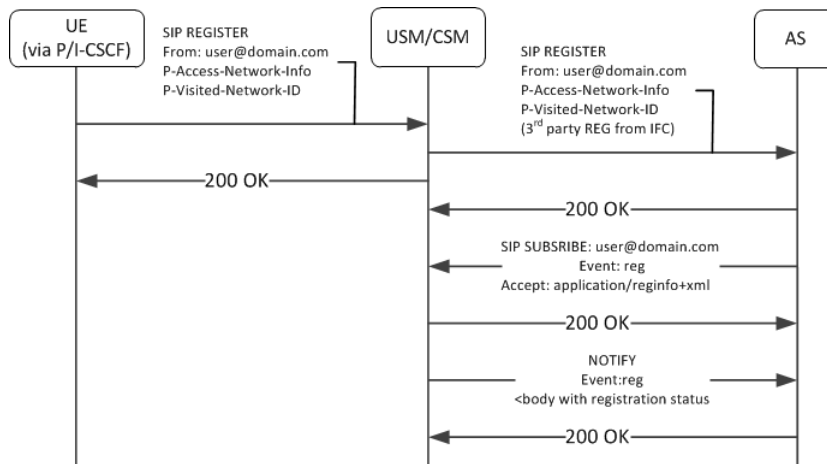 UE
(via P/I-CSCF)
USM/CSM
AS
SIP REGISTER
From: user@domain.com
P-Access-Network-Info
P-Visited-Network-ID
SIP REGISTER
From: user@domain.com
P-Access-Network-Info
P-Visited-Network-ID
(3rd party REG from IFC)
200 OK
200 OK
SIP SUBSRIBE: user@domain.com
Event: reg
Accept: application/reginfo+xml
200 OK
NOTIFY
Event:reg
<body with registration status
200 OK